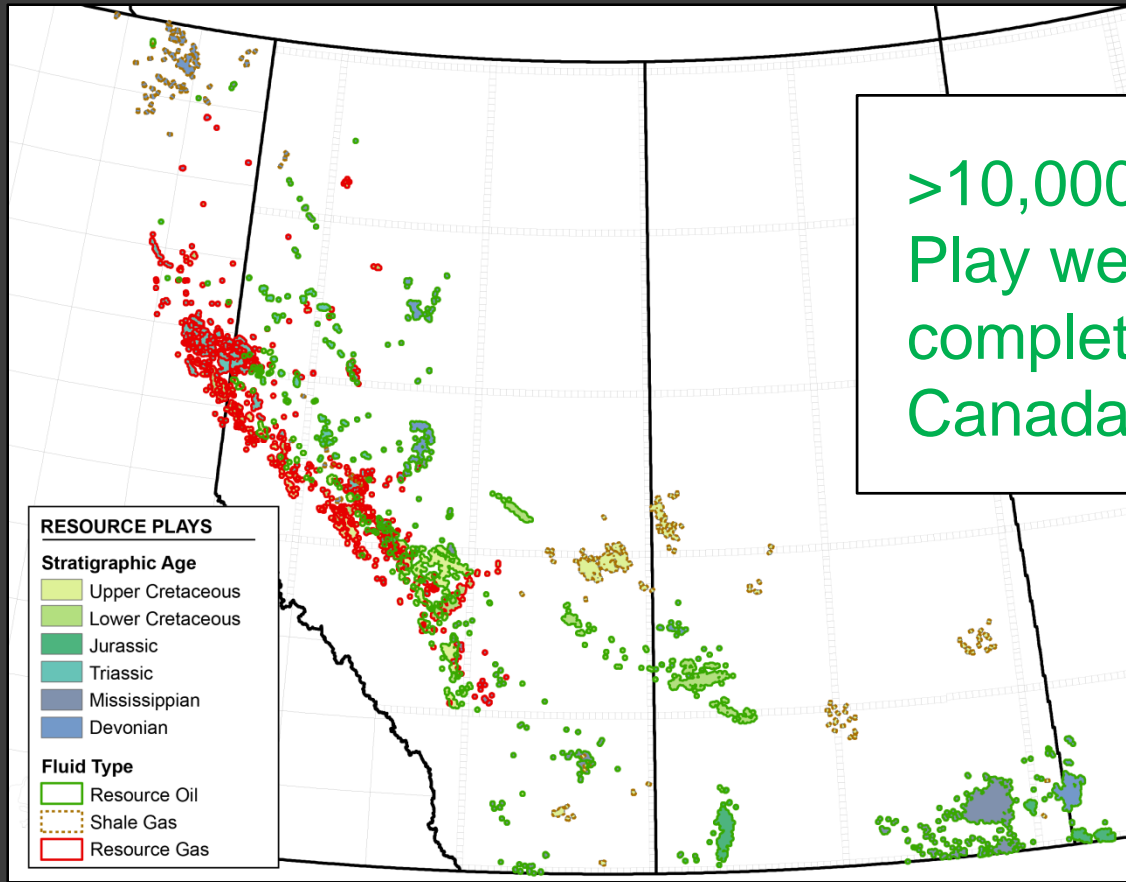 >10,000
Play we
complet
Canada
RESOURCE PLAYS
Stratigraphic Age
Upper Cretaceous
Lower Cretaceous
Jurassic
Triassic
Mississippian
Devonian
Fluid Type
Resource Oil
Shale Gas
Resource Gas